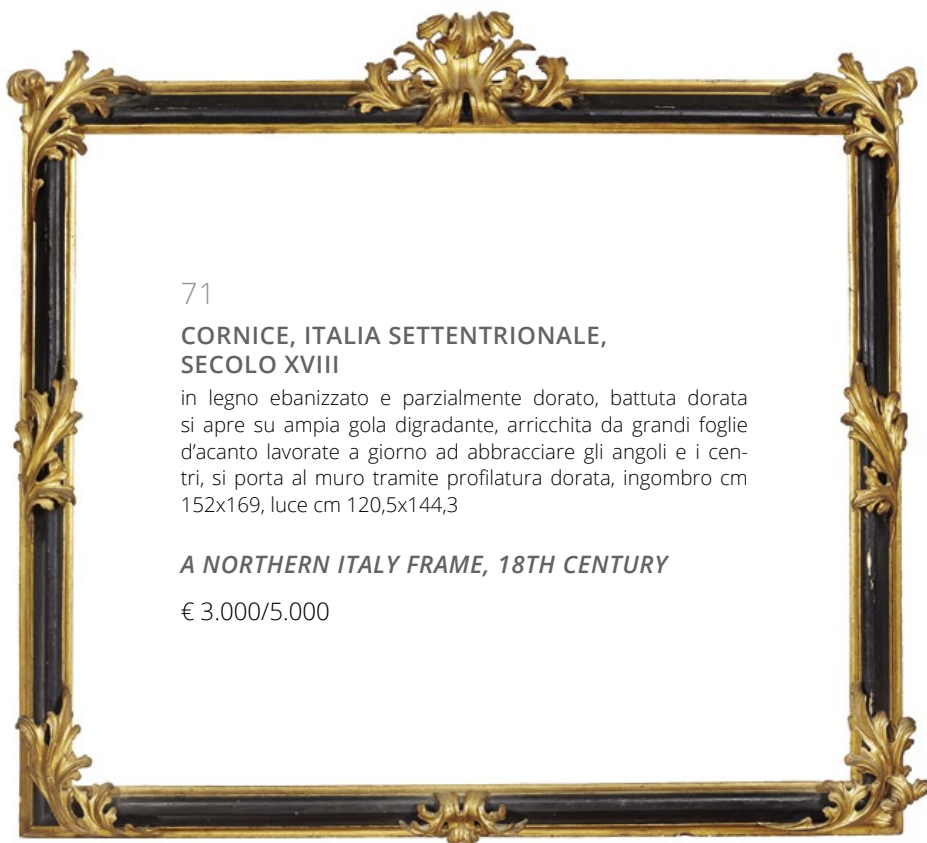 71
CORNICE, ITALIA SETTENTRIONALE,
SECOLO XVIII
in legno ebanizzato e parzialmente dorato, battuta dorata
si apre su ampia gola digradante, arricchita da grandi foglie
d'acanto lavorate a giorno ad abbracciare gli angoli e i cen-
tri, si porta al muro tramite profilatura dorata, ingombro cm
152x169, luce cm 120,5x144,3
A NORTHERN ITALY FRAME, 18TH CENTURY
€ 3.000/5.000